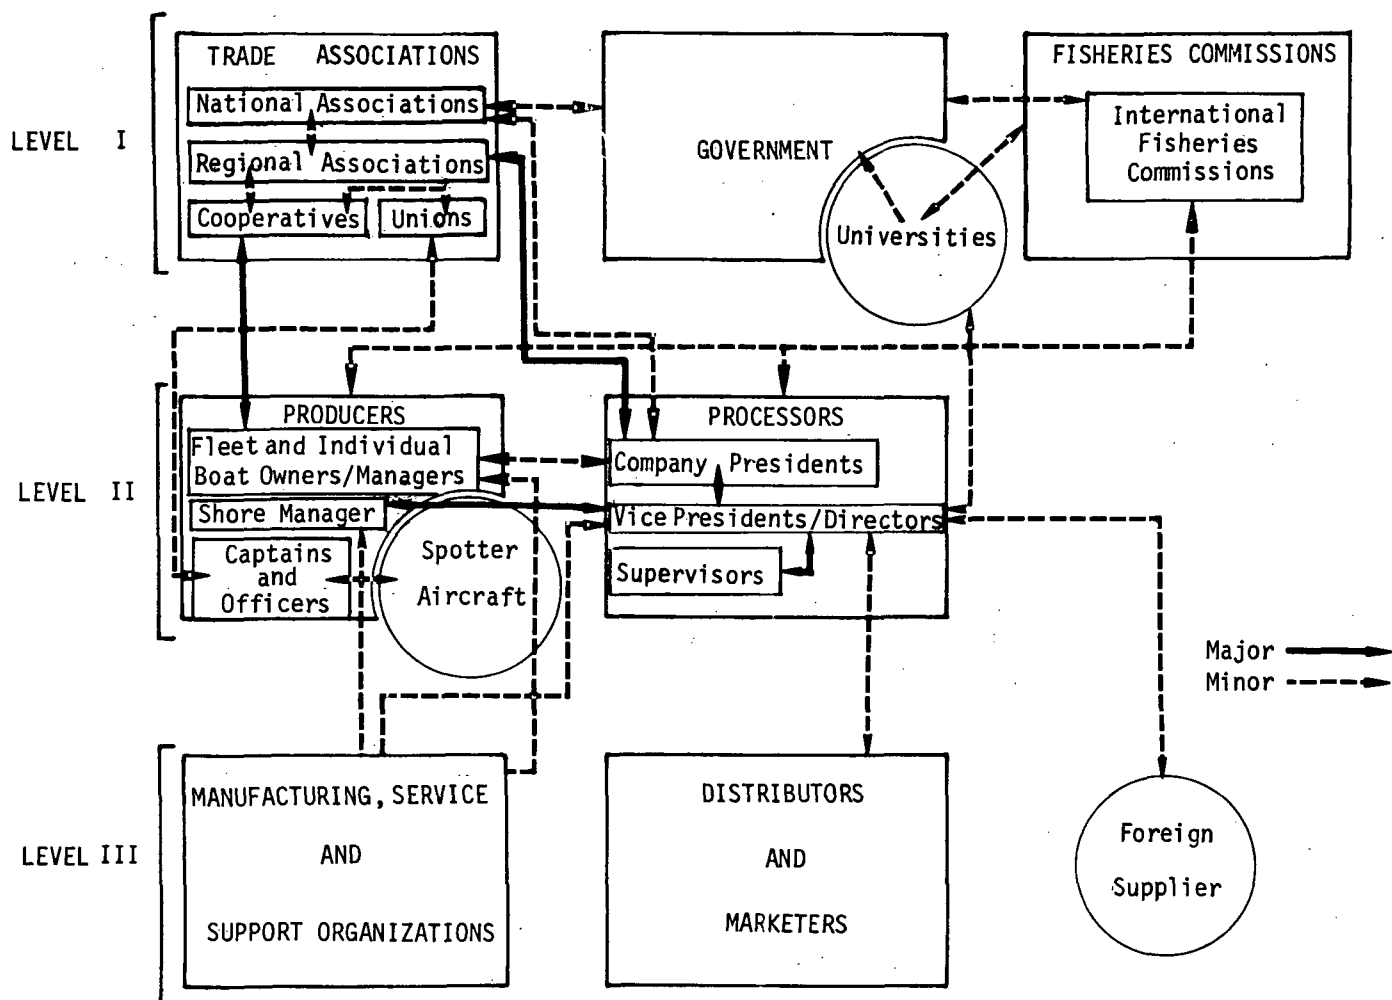 TRADE ASSOCIATIONS
National Associations
Regional Associations
Cooperatives
Unions
LEVEL I
GOVERNMENT
Universities
FISHERIES COMMISSIONS
International
Fisheries
Commissions
LEVEL II
PRODUCERS
Fleet and Individual
Boat Owners/Managers
Shore Manager
Captains
and
Officers
Spotter
Aircraft
PROCESSORS
Company Presidents
Vice Presidents/Directors
Supervisors
Major
Minor
LEVEL III
MANUFACTURING, SERVICE
AND
SUPPORT ORGANIZATIONS
DISTRIBUTORS
AND
MARKETERS
Foreign
Supplier